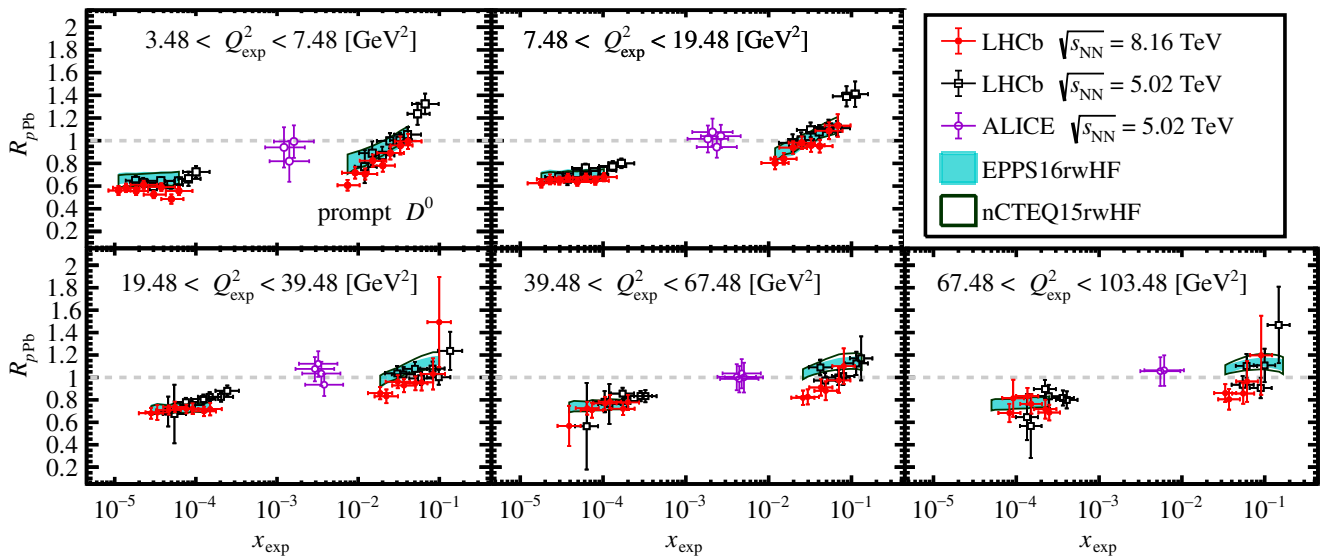 3.48 < Q²exp < 7.48 [GeV²]
7.48 < Q²exp < 19.48 [GeV²]
LHCb √sNN = 8.16 TeV
LHCb √sNN = 5.02 TeV
ALICE √sNN = 5.02 TeV
EPPS16rwHF
nCTEQ15rwHF
RpPb
2
1.8
1.6
1.4
1.2
1
0.8
0.6
0.4
0.2
prompt D⁰
19.48 < Q²exp < 39.48 [GeV²]
39.48 < Q²exp < 67.48 [GeV²]
67.48 < Q²exp < 103.48 [GeV²]
RpPb
2
1.8
1.6
1.4
1.2
1
0.8
0.6
0.4
0.2
10⁻⁵ 10⁻⁴ 10⁻³ 10⁻² 10⁻¹
10⁻⁵ 10⁻⁴ 10⁻³ 10⁻² 10⁻¹
10⁻⁵ 10⁻⁴ 10⁻³ 10⁻² 10⁻¹
xexp
xexp
xexp